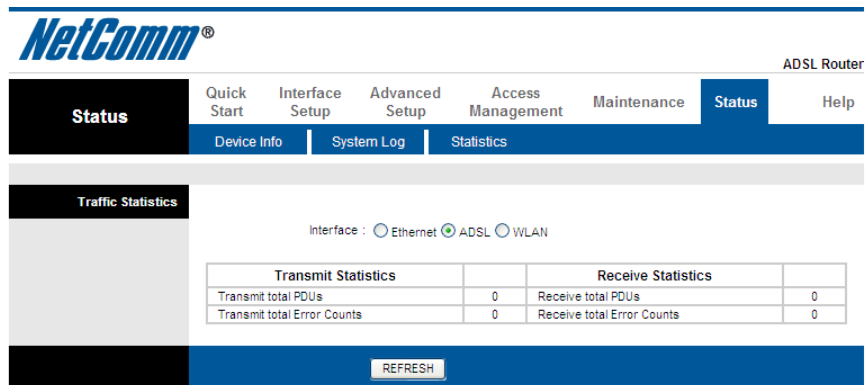 NetComm®
ADSL Router
Status
Quick Start
Interface Setup
Advanced Setup
Access Management
Maintenance
Status
Help
Device Info
System Log
Statistics
Traffic Statistics
Interface : Ethernet ADSL WLAN
Transmit Statistics Receive Statistics
Transmit total PDUs 0 Receive total PDUs 0
Transmit total Error Counts 0 Receive total Error Counts 0
REFRESH